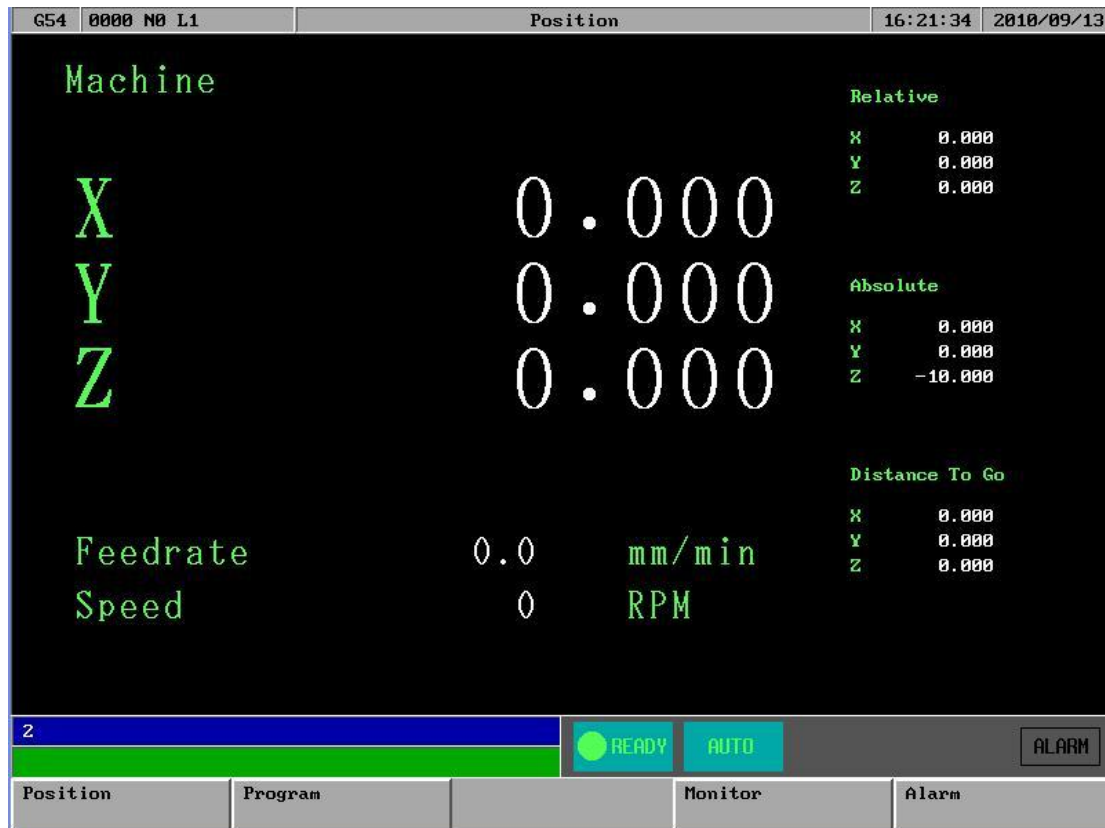 G54 0000 N0 L1 Position 16:21:34 2010/09/13
Machine
X 0.000
Y 0.000
Z 0.000
Feedrate 0.0 mm/min
Speed 0 RPM
Relative
X 0.000
Y 0.000
Z 0.000
Absolute
X 0.000
Y 0.000
Z -10.000
Distance To Go
X 0.000
Y 0.000
Z 0.000
2
READY AUTO ALARM
Position Program Monitor Alarm